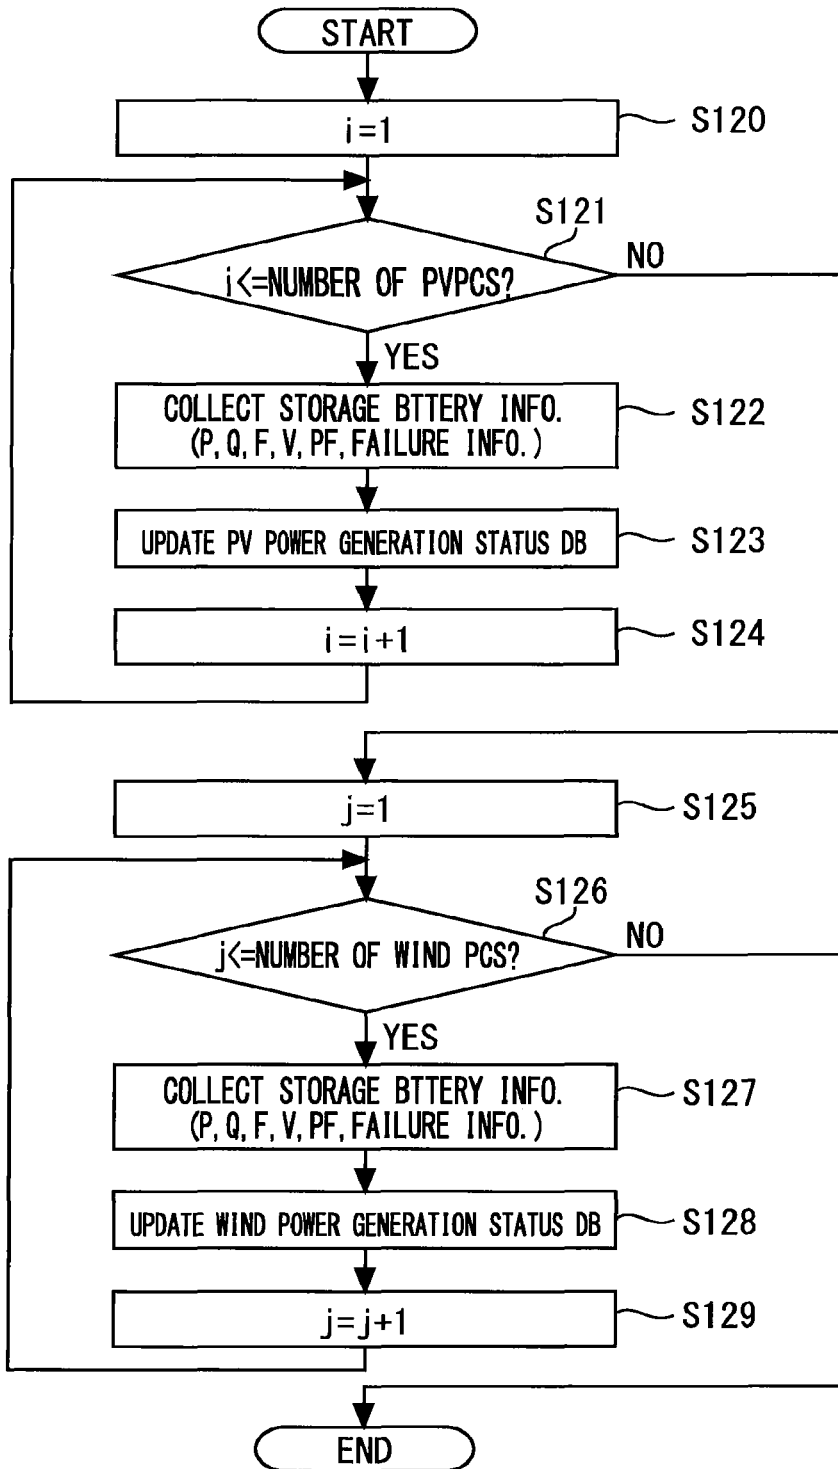 START
i=1
S120
S121
i<=NUMBER OF PVPCS?
NO
YES
COLLECT STORAGE BTTERY INFO.
(P, Q, F, V, PF, FAILURE INFO.)
S122
UPDATE PV POWER GENERATION STATUS DB
S123
i=i+1
S124
j=1
S125
S126
j<=NUMBER OF WIND PCS?
NO
YES
COLLECT STORAGE BTTERY INFO.
(P, Q, F, V, PF, FAILURE INFO.)
S127
UPDATE WIND POWER GENERATION STATUS DB
S128
j=j+1
S129
END